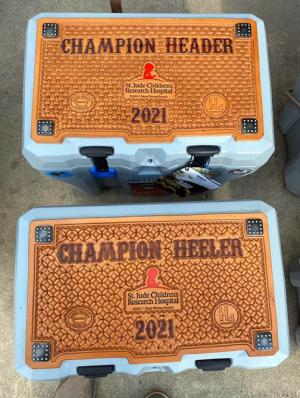 CHAMPION HEADER
St. Jude Children's
Research Hospital
2021
CHAMPION HEELER
St. Jude Children's
Research Hospital
2021